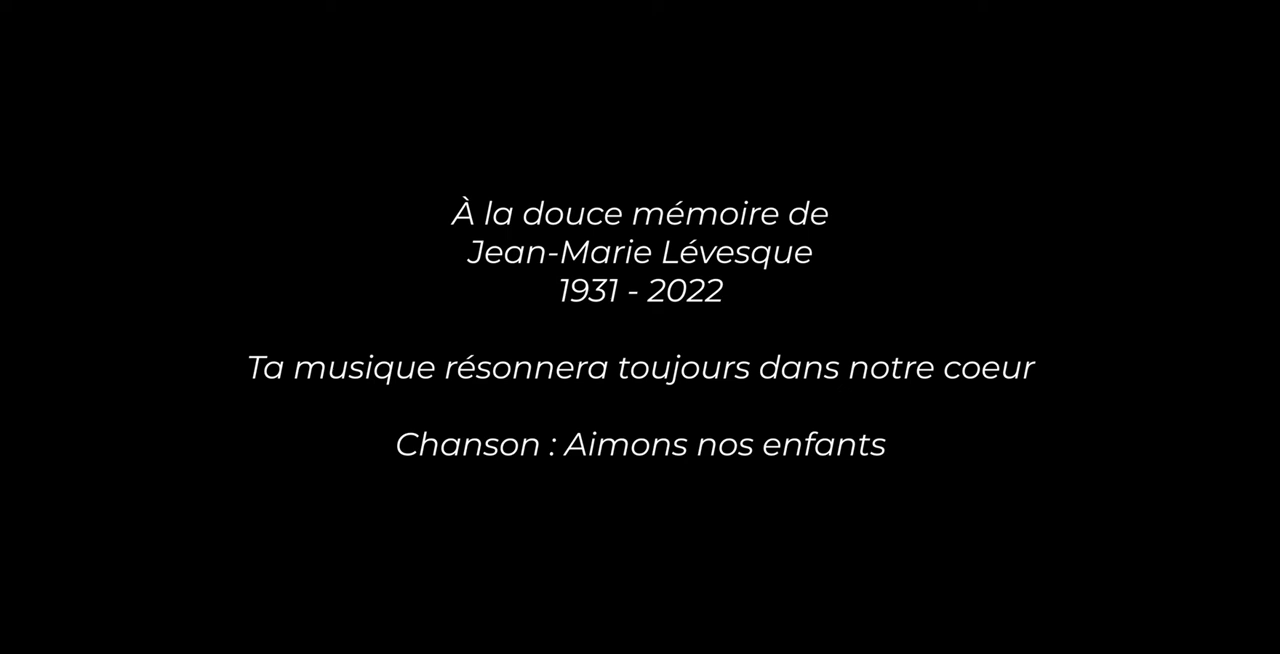 À la douce mémoire de
Jean-Marie Lévesque
1931 - 2022
Ta musique résonnera toujours dans notre coeur
Chanson : Aimons nos enfants